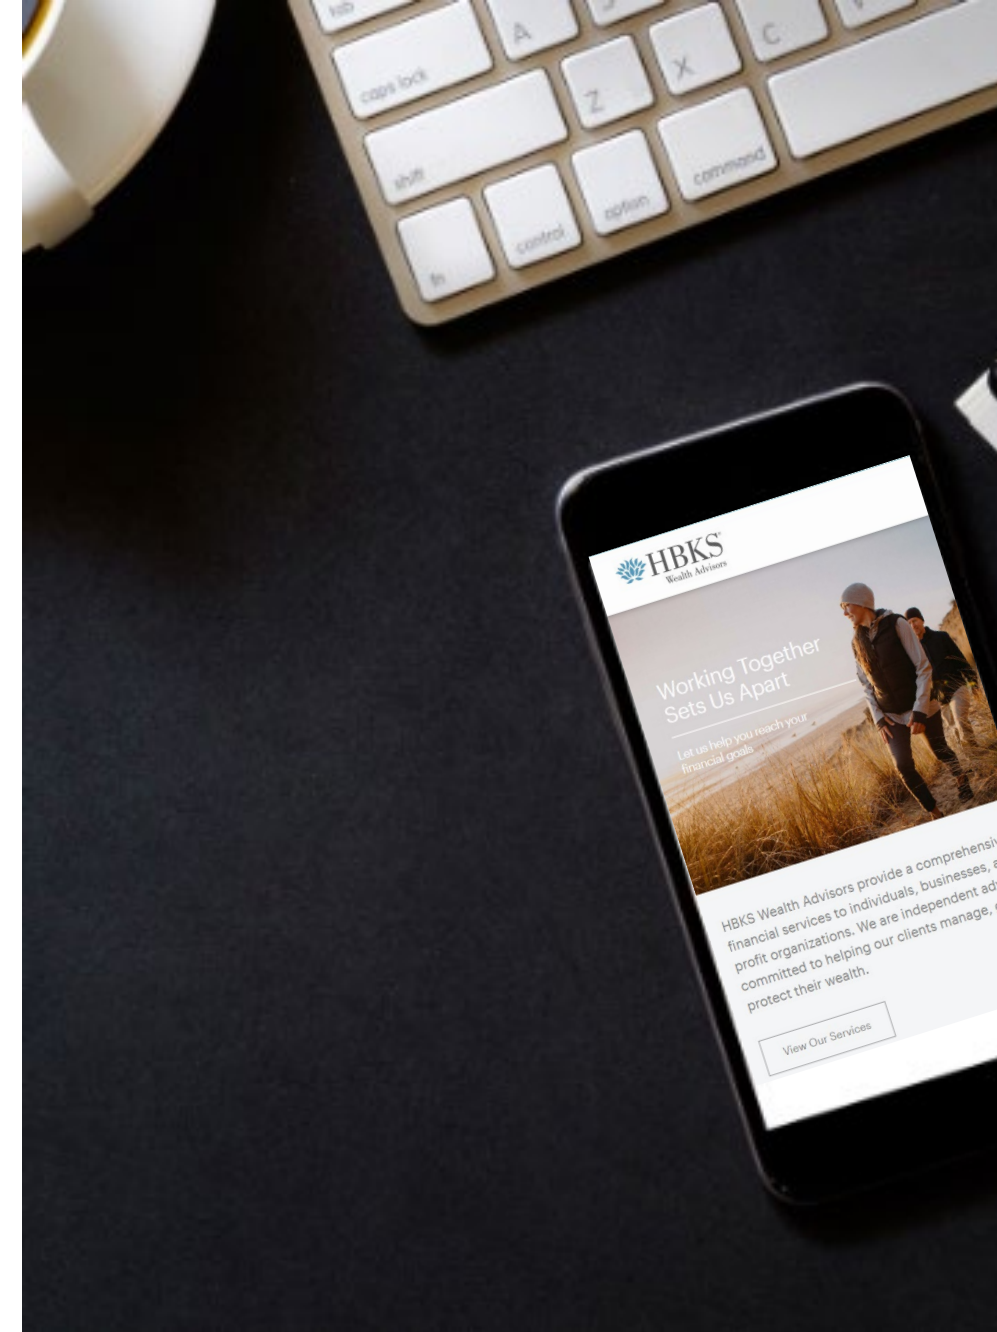 tab
A
caps lock
Z
X
C
shift
fn
control
option
command
HBKS
Wealth Advisors
Working Together
Sets Us Apart
Let us help you reach your
financial goals
HBKS Wealth Advisors provide a
financial services to individuals, businesses,
profit organizations. We are independent
committed to helping our clients manage,
protect their wealth.
View Our Services